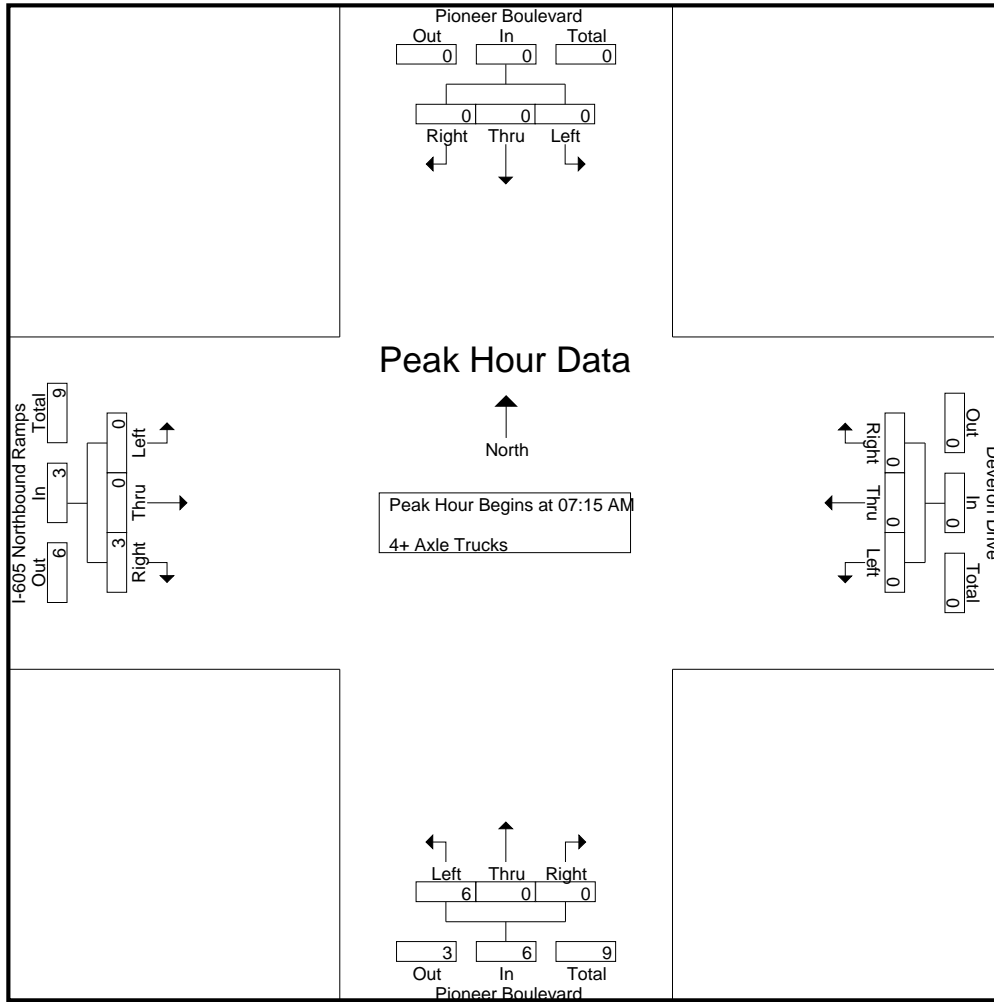 Pioneer Boulevard
Out In Total
0 0 0
0 0 0
Right Thru Left
Peak Hour Data
North
Peak Hour Begins at 07:15 AM
4+ Axle Trucks
I-605 Northbound Ramps
Out In Total
6 3 9
0 0 3
Left Thru Right
Deveron Drive
Out In Total
0 0 0
0 0 0
Right Thru Left
Left Thru Right
6 0 0
3 6 9
Out In Total
Pioneer Boulevard